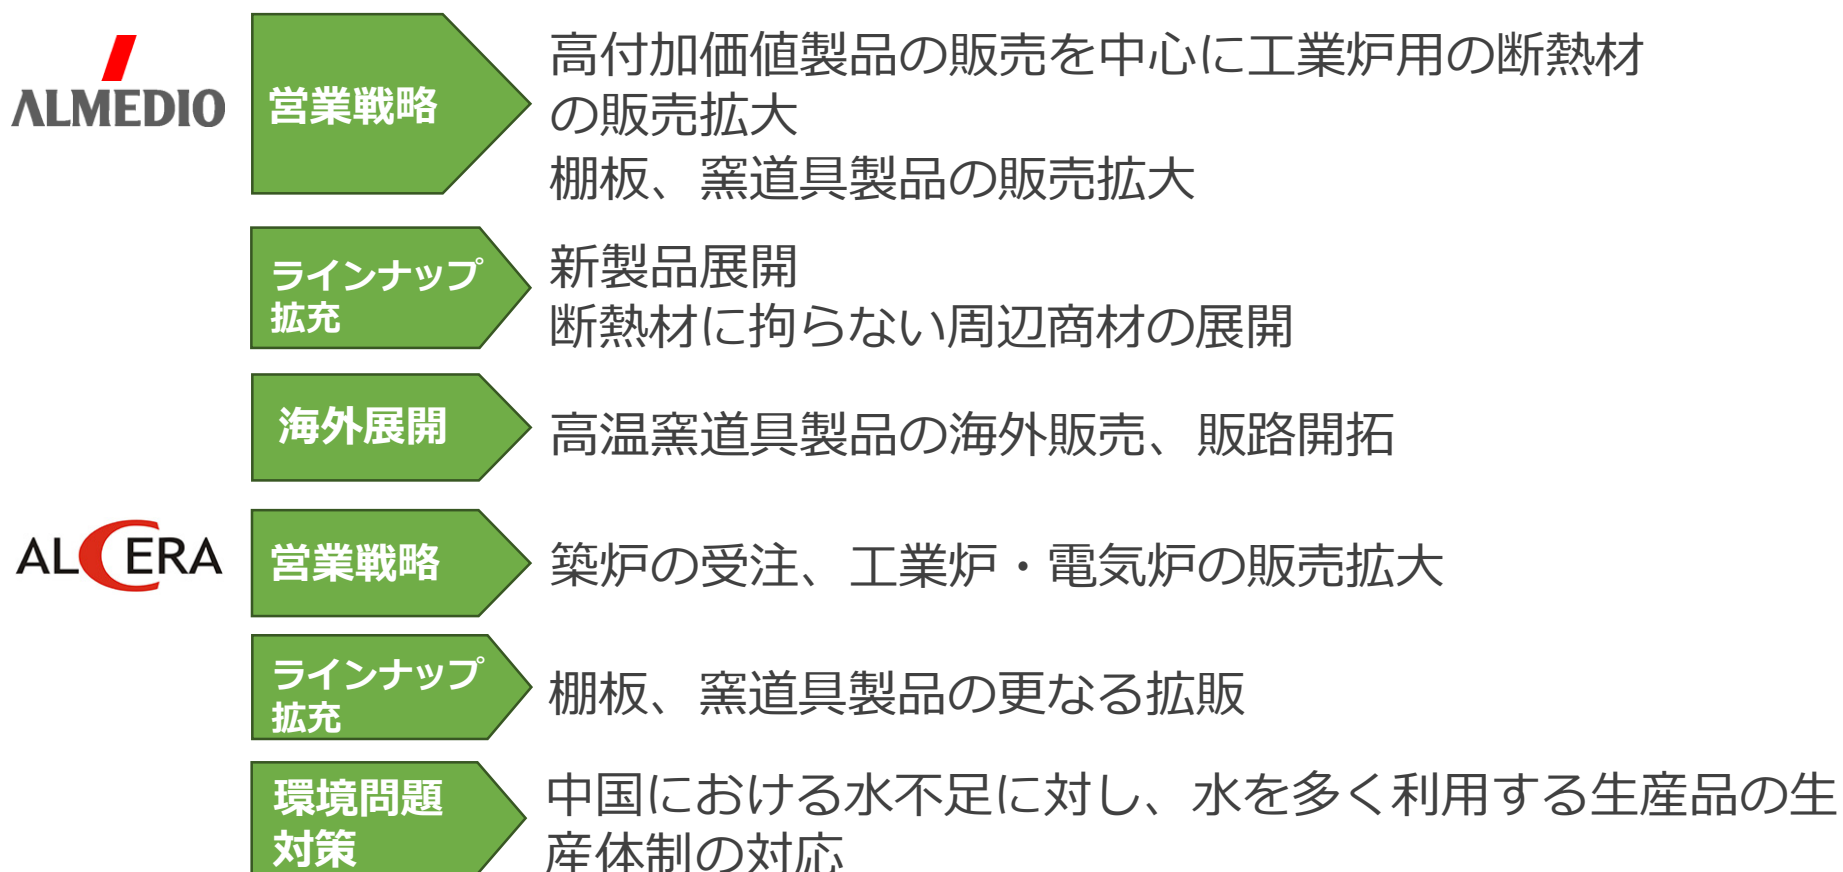 ALMEDIO
営業戦略
高付加価値製品の販売を中心に工業炉用の断熱材
の販売拡大
棚板、窯道具製品の販売拡大
ラインナップ
拡充
新製品展開
断熱材に拘らない周辺商材の展開
海外展開
高温窯道具製品の海外販売、販路開拓
ALCERA
営業戦略
築炉の受注、工業炉・電気炉の販売拡大
ラインナップ
拡充
棚板、窯道具製品の更なる拡販
環境問題
対策
中国における水不足に対し、水を多く利用する生産品の生
産体制の対応